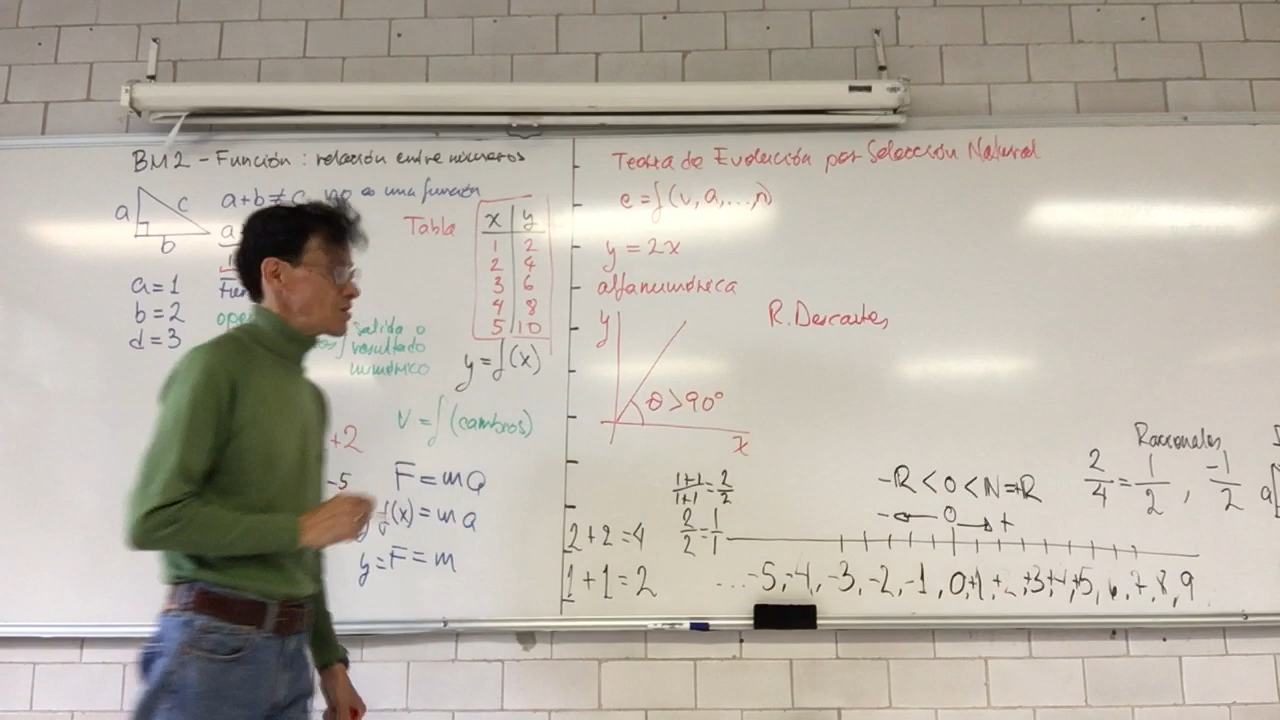 BM2 - Función: relación entre números
a
c
b
a+b≠c no es una función
a=1
b=2
d=3
Tabla
x | y
1 | 2
2 | 4
3 | 6
4 | 8
5 | 10
salida o
resultado
numérico
y=f(x)
v=f(cambios)
+2
-5
F=ma
f(x)=ma
y=F=m
Teoría de Evolución por Selección Natural
e=f(v,a,...,n)
y=2x
alfanumérica
y
θ>90°
x
R.Descartes
1+1/1+1=2/2
2/2=1/1
2+2=4
1+1=2
-R<0<N=+R
- ← 0 → +
...-5,-4,-3,-2,-1,0,+1,+2,+3,+4,+5,6,7,8,9
Racionales
2/4=1/2, -1/2